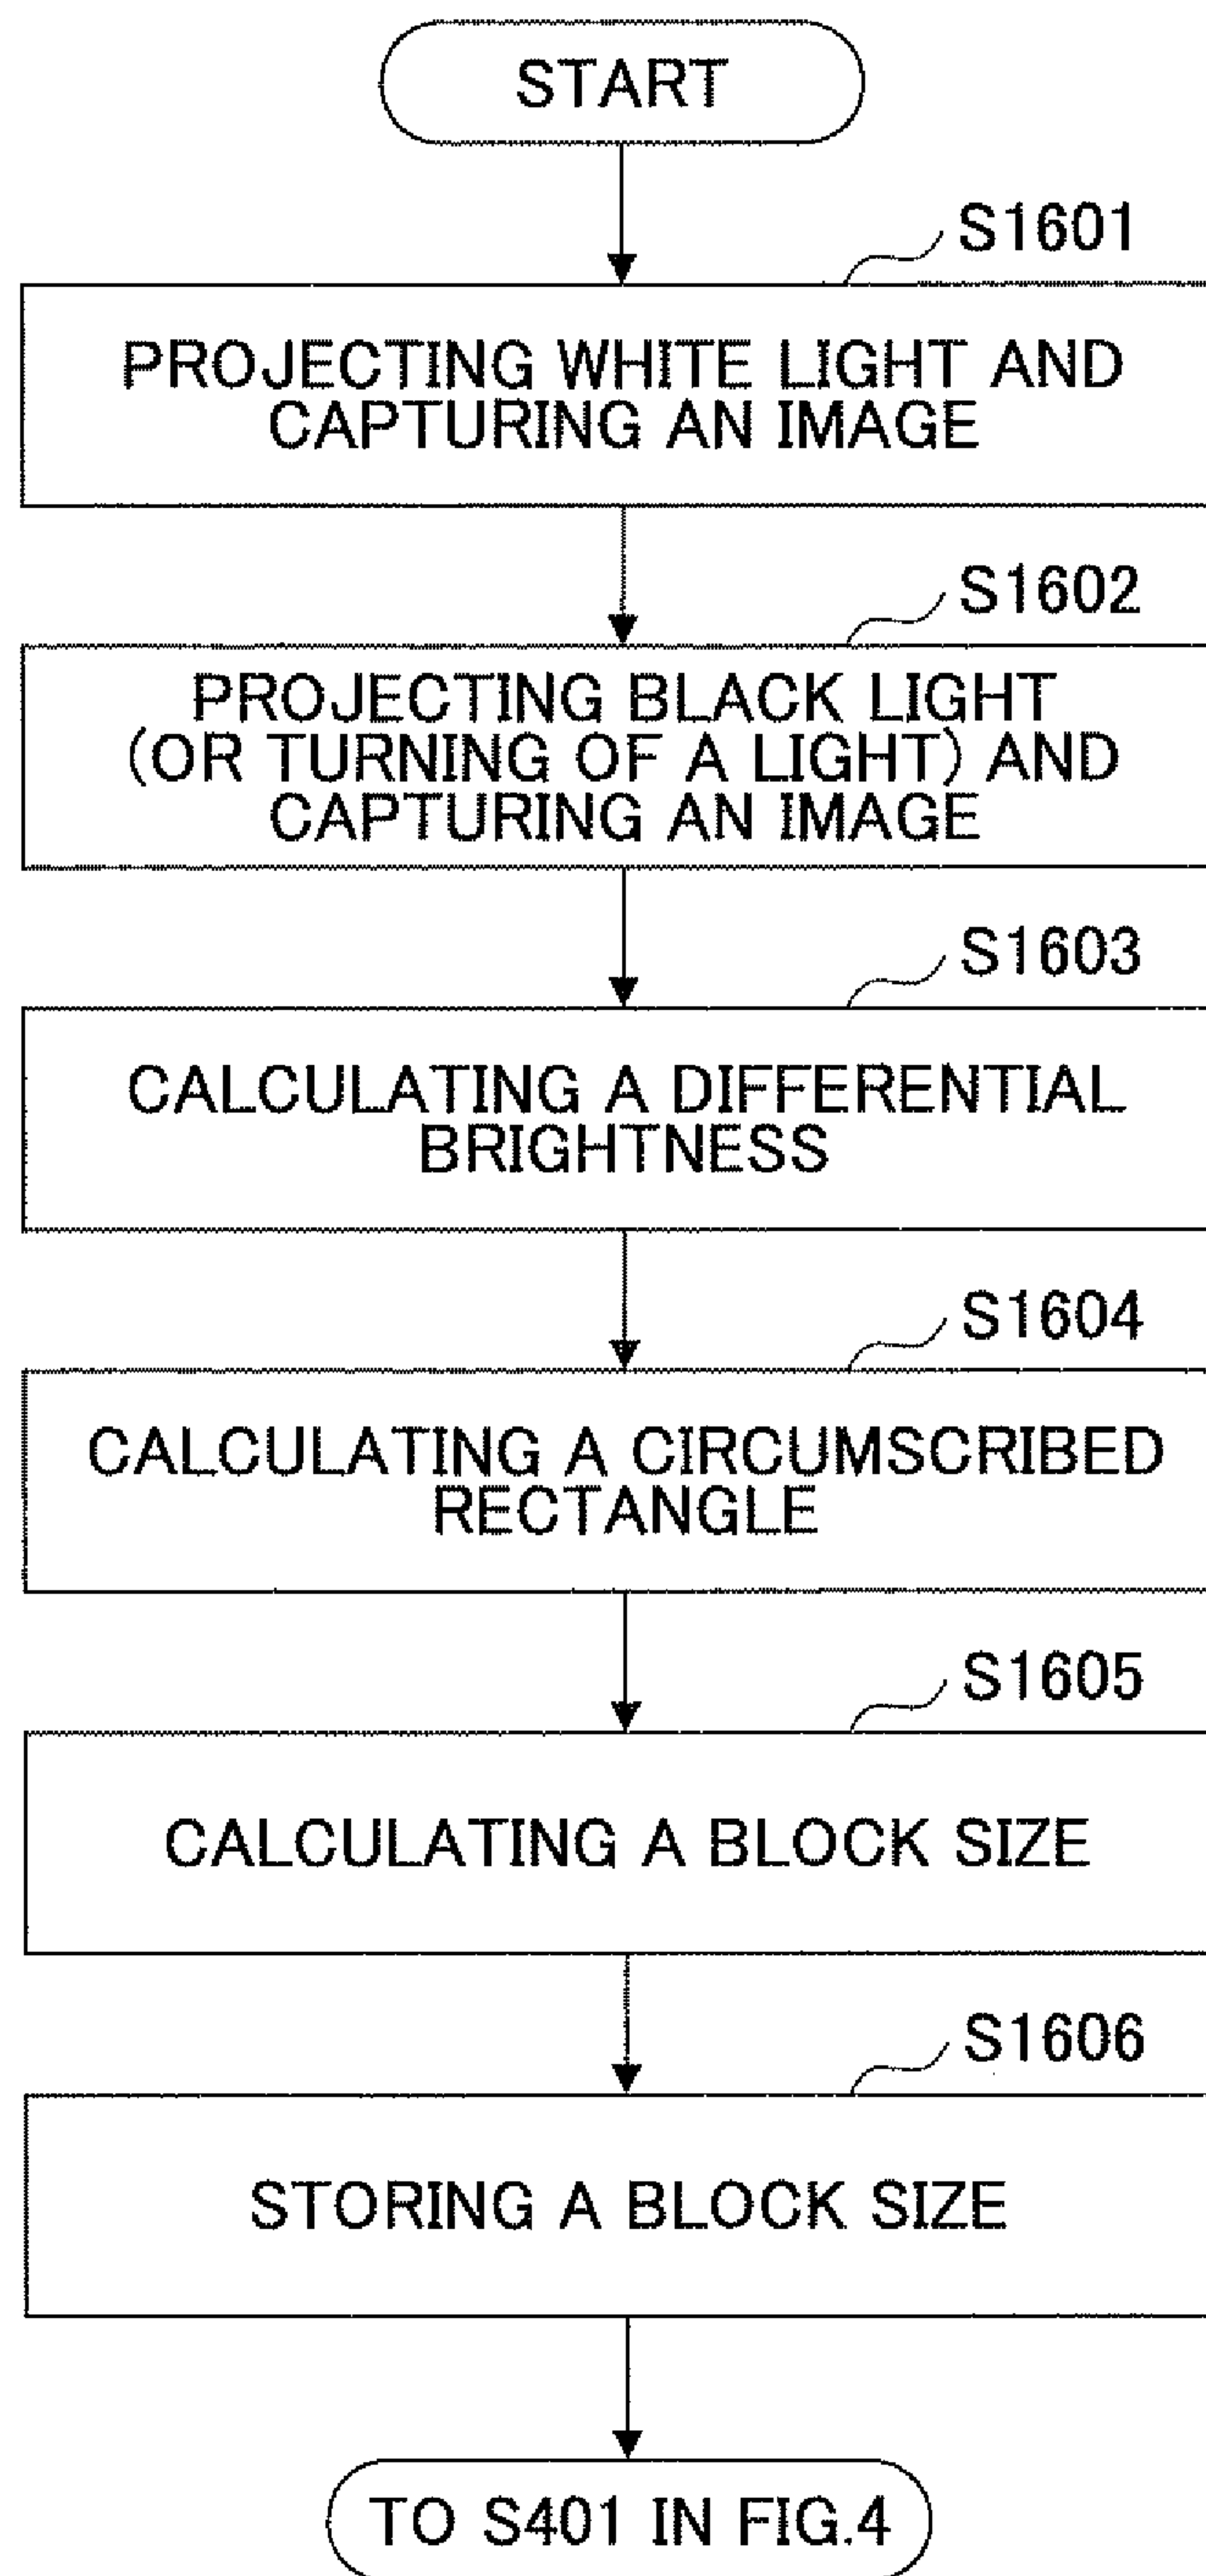 START
S1601
PROJECTING WHITE LIGHT AND
CAPTURING AN IMAGE
S1602
PROJECTING BLACK LIGHT
(OR TURNING OF A LIGHT) AND
CAPTURING AN IMAGE
S1603
CALCULATING A DIFFERENTIAL
BRIGHTNESS
S1604
CALCULATING A CIRCUMSCRIBED
RECTANGLE
S1605
CALCULATING A BLOCK SIZE
S1606
STORING A BLOCK SIZE
TO S401 IN FIG.4